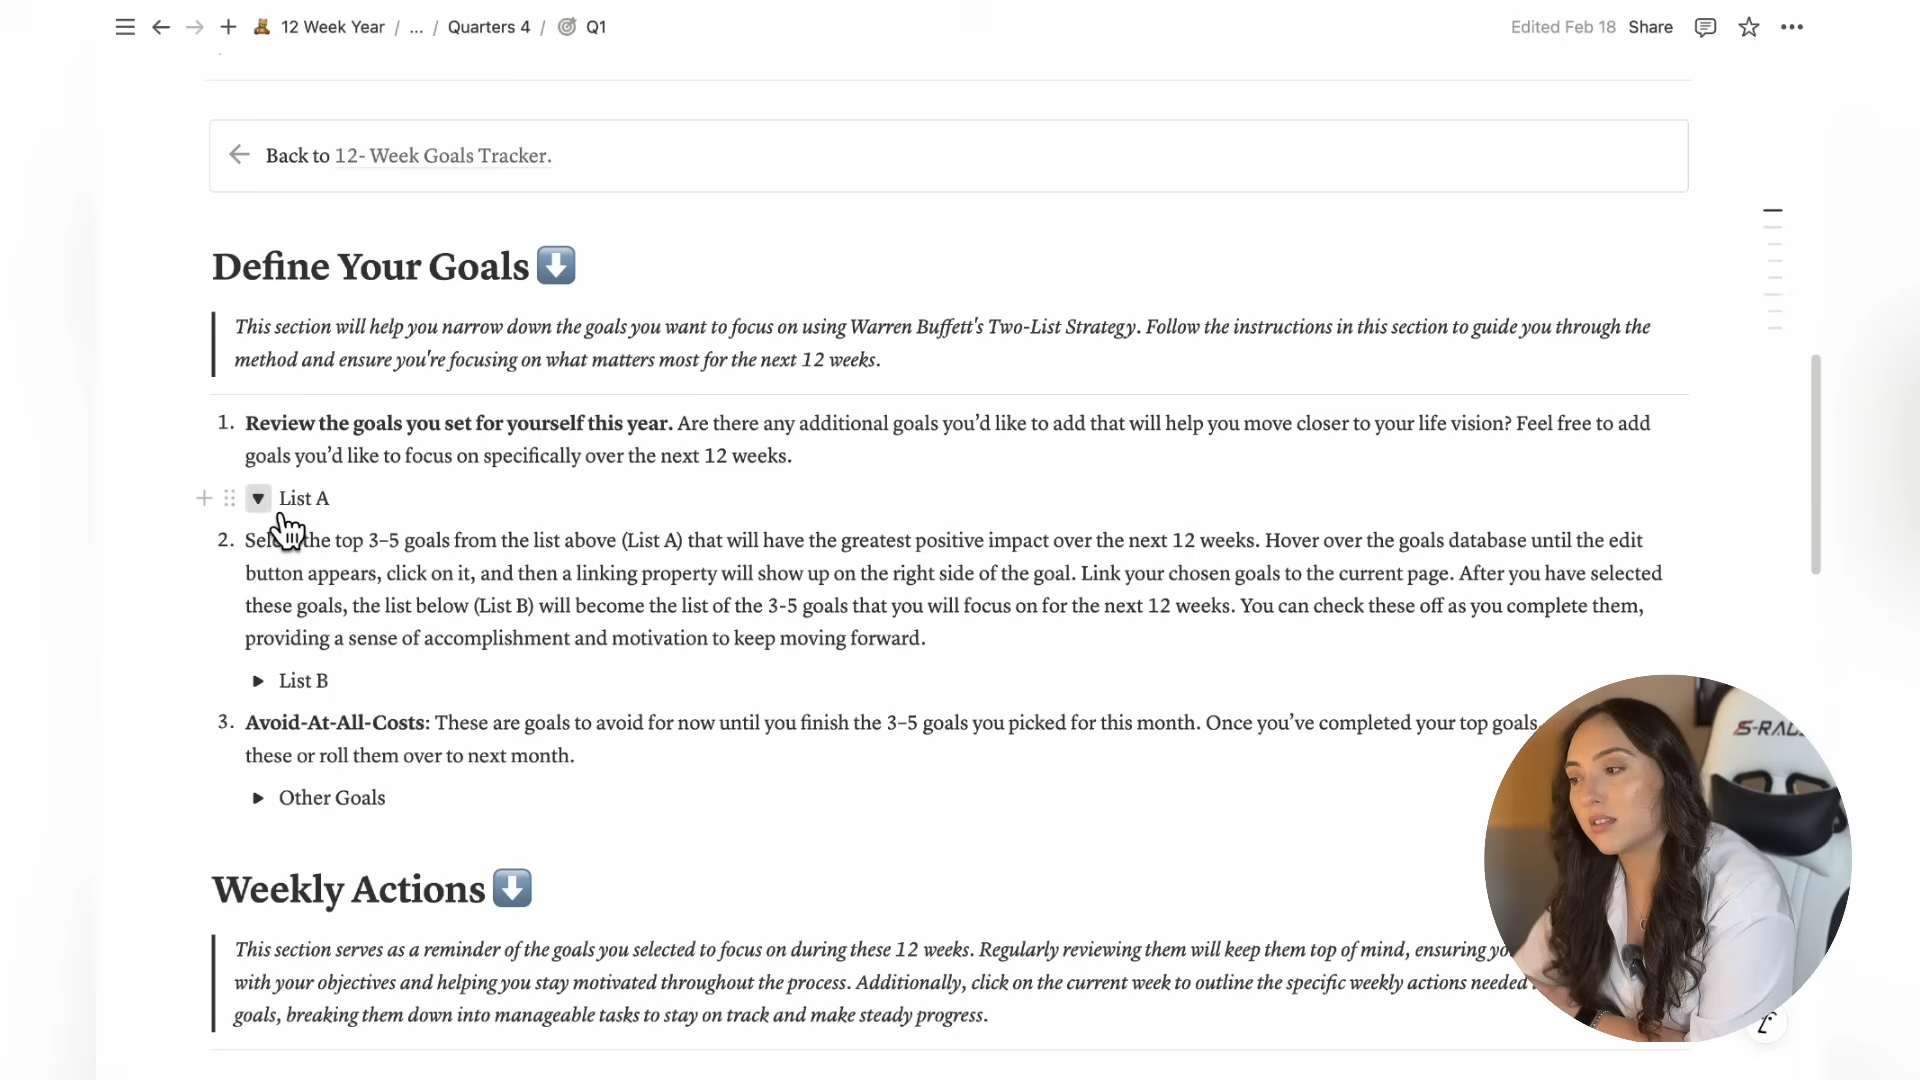 12 Week Year / ... / Quarters 4 / Q1
Edited Feb 18 Share
Back to 12- Week Goals Tracker.
Define Your Goals
This section will help you narrow down the goals you want to focus on using Warren Buffett's Two-List Strategy. Follow the instructions in this section to guide you through the
method and ensure you're focusing on what matters most for the next 12 weeks.
1. Review the goals you set for yourself this year. Are there any additional goals you'd like to add that will help you move closer to your life vision? Feel free to add
goals you'd like to focus on specifically over the next 12 weeks.
List A
2. Select the top 3–5 goals from the list above (List A) that will have the greatest positive impact over the next 12 weeks. Hover over the goals database until the edit
button appears, click on it, and then a linking property will show up on the right side of the goal. Link your chosen goals to the current page. After you have selected
these goals, the list below (List B) will become the list of the 3-5 goals that you will focus on for the next 12 weeks. You can check these off as you complete them,
providing a sense of accomplishment and motivation to keep moving forward.
List B
3. Avoid-At-All-Costs: These are goals to avoid for now until you finish the 3–5 goals you picked for this month. Once you've completed your top goals,
these or roll them over to next month.
Other Goals
Weekly Actions
This section serves as a reminder of the goals you selected to focus on during these 12 weeks. Regularly reviewing them will keep them top of mind, ensuring
with your objectives and helping you stay motivated throughout the process. Additionally, click on the current week to outline the specific weekly actions needed
goals, breaking them down into manageable tasks to stay on track and make steady progress.